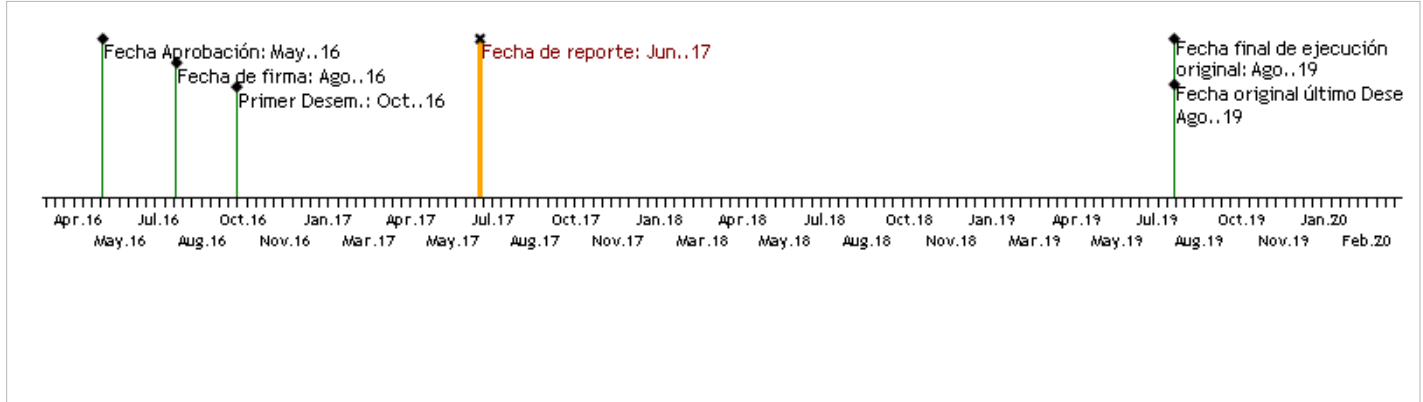 Fecha Aprobación: May..16
Fecha de firma: Ago..16
Primer Desem.: Oct..16
Fecha de reporte: Jun..17
Fecha final de ejecución
original: Ago..19
Fecha original último Dese
Ago..19
Apr.16 Jul.16 Oct.16 Jan.17 Apr.17 Jul.17 Oct.17 Jan.18 Apr.18 Jul.18 Oct.18 Jan.19 Apr.19 Jul.19 Oct.19 Jan.20
May.16 Aug.16 Nov.16 Mar.17 May.17 Aug.17 Nov.17 Mar.18 May.18 Aug.18 Nov.18 Mar.19 May.19 Aug.19 Nov.19 Feb.20